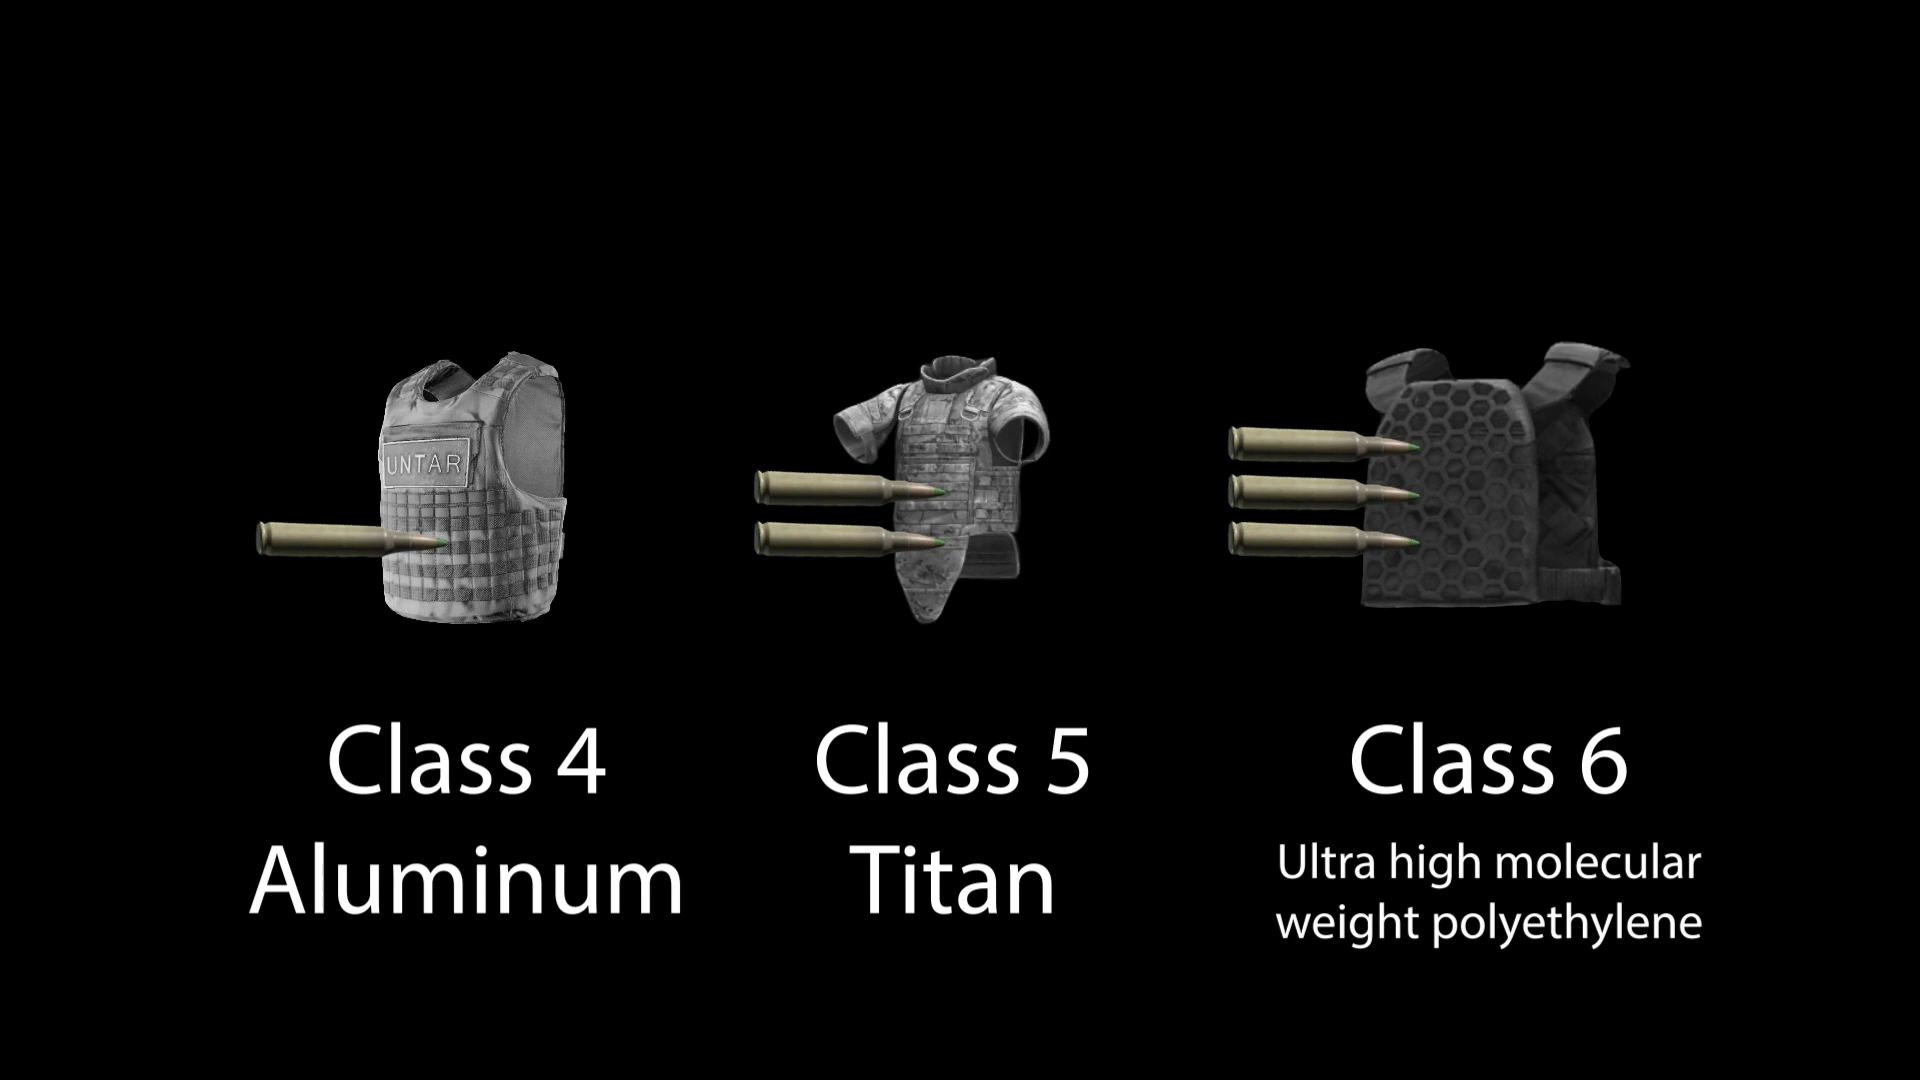 UNTAR
Class 4
Aluminum
Class 5
Titan
Class 6
Ultra high molecular
weight polyethylene